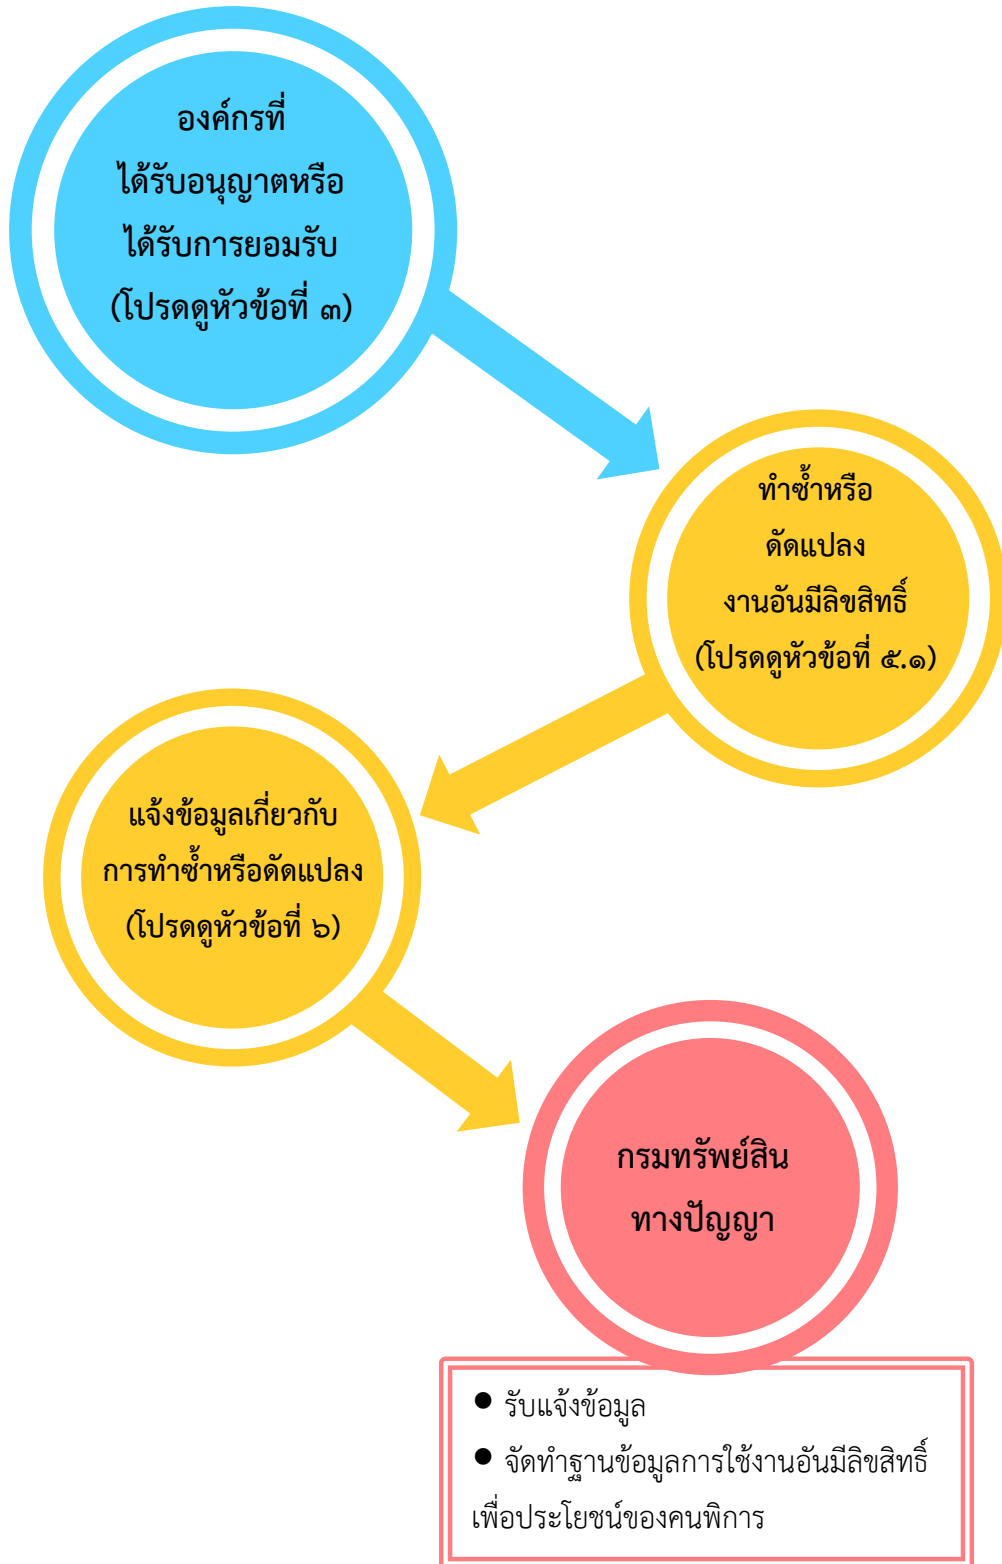 องค์กรที่
ได้รับอนุญาตหรือ
ได้รับการยอมรับ
(โปรดดูหัวข้อที่ ๓)
ทำซ้ำหรือ
ดัดแปลง
งานอันมีลิขสิทธิ์
(โปรดดูหัวข้อที่ ๕.๑)
แจ้งข้อมูลเกี่ยวกับ
การทำซ้ำหรือดัดแปลง
(โปรดดูหัวข้อที่ ๖)
กรมทรัพย์สิน
ทางปัญญา
● รับแจ้งข้อมูล
● จัดทำฐานข้อมูลการใช้งานอันมีลิขสิทธิ์
เพื่อประโยชน์ของคนพิการ